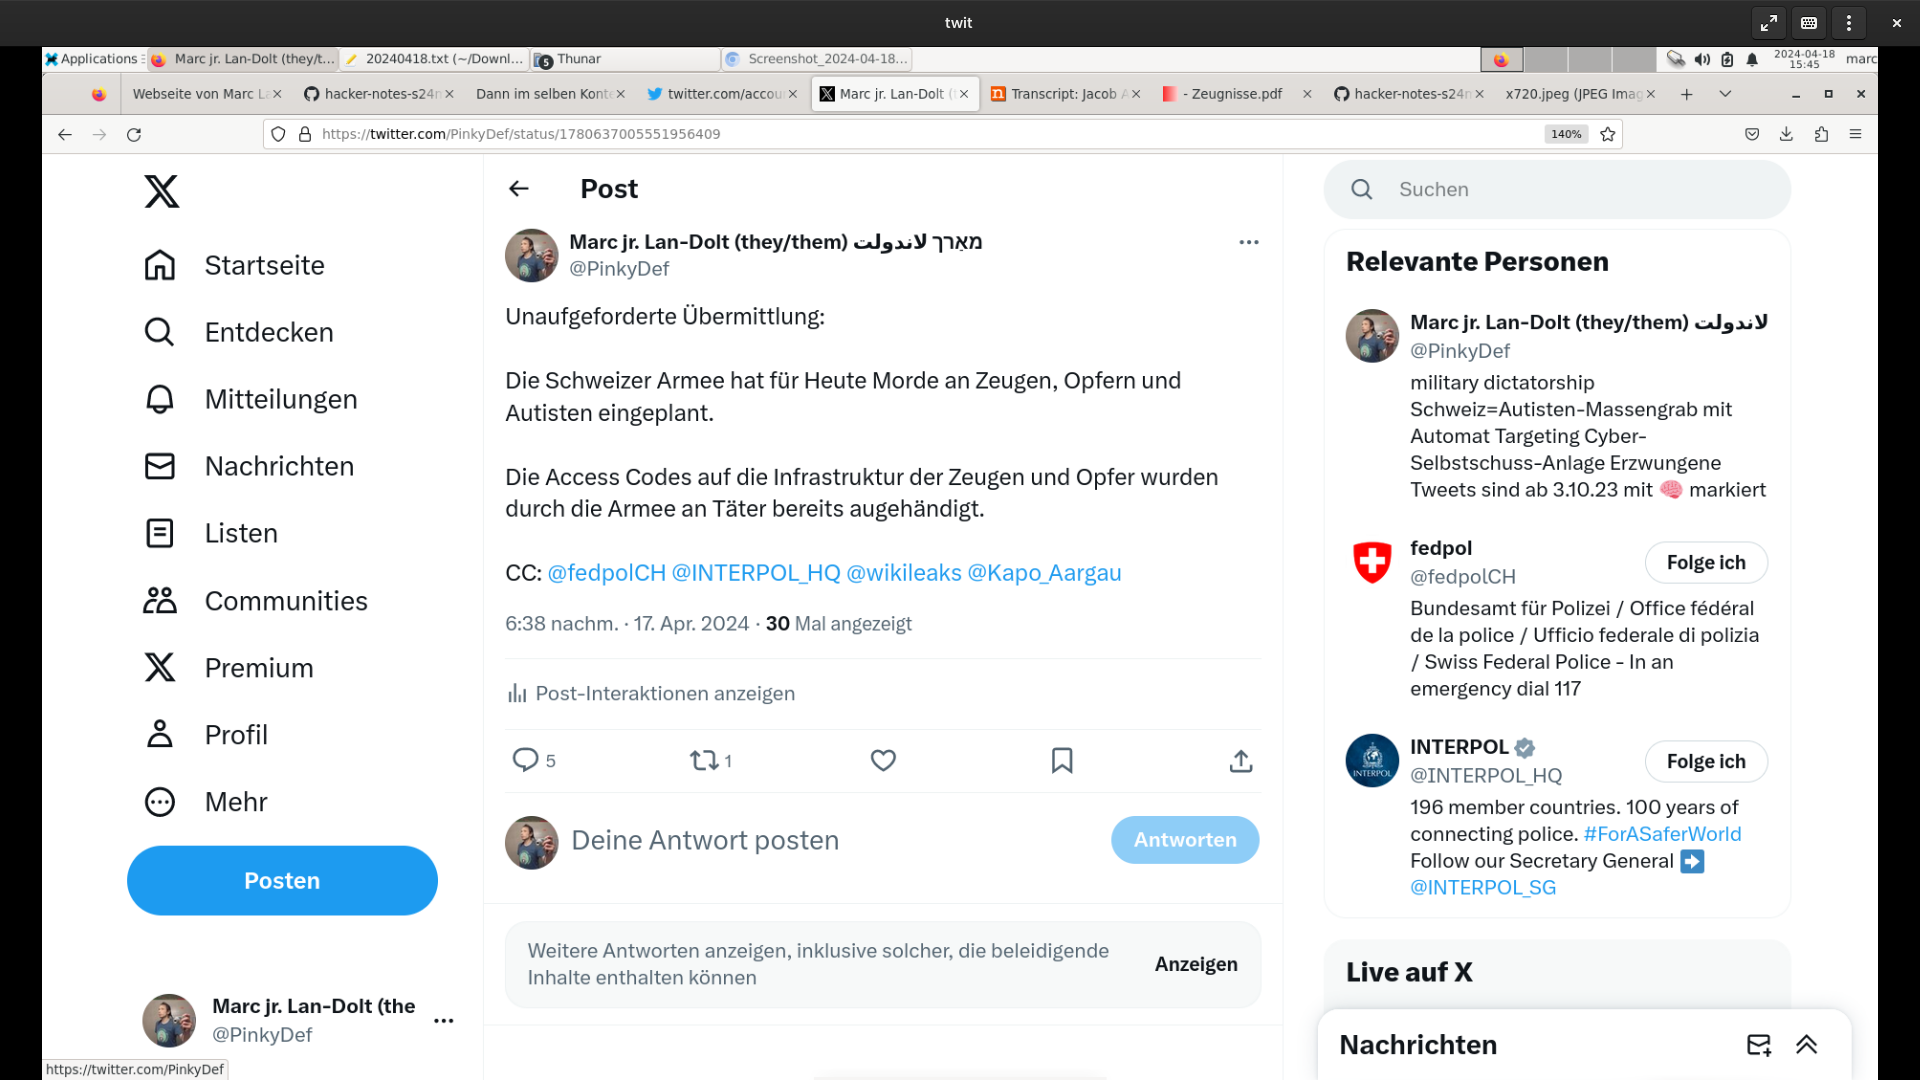 twit
Applications
Marc jr. Lan-Dolt (they/t...
20240418.txt (~/Downl...
5 Thunar
Screenshot_2024-04-18...
2024-04-18
15:45
marc
Webseite von Marc La
hacker-notes-s24n
Dann im selben Konte
twitter.com/accou
Marc jr. Lan-Dolt (
Transcript: Jacob A
- Zeugnisse.pdf
hacker-notes-s24n
x720.jpeg (JPEG Imag
https://twitter.com/PinkyDef/status/1780637005551956409
140%
Startseite
Entdecken
Mitteilungen
Nachrichten
Listen
Communities
Premium
Profil
Mehr
Posten
Marc jr. Lan-Dolt (the
@PinkyDef
https://twitter.com/PinkyDef
Post
Marc jr. Lan-Dolt (they/them) מאַרך لاندولت
@PinkyDef
Unaufgeforderte Übermittlung:
Die Schweizer Armee hat für Heute Morde an Zeugen, Opfern und
Autisten eingeplant.
Die Access Codes auf die Infrastruktur der Zeugen und Opfer wurden
durch die Armee an Täter bereits augehändigt.
CC: @fedpolCH @INTERPOL_HQ @wikileaks @Kapo_Aargau
6:38 nachm. · 17. Apr. 2024 · 30 Mal angezeigt
Post-Interaktionen anzeigen
5
1
Deine Antwort posten
Antworten
Weitere Antworten anzeigen, inklusive solcher, die beleidigende
Inhalte enthalten können
Anzeigen
Suchen
Relevante Personen
Marc jr. Lan-Dolt (they/them) لاندولت
@PinkyDef
military dictatorship
Schweiz=Autisten-Massengrab mit
Automat Targeting Cyber-
Selbstschuss-Anlage Erzwungene
Tweets sind ab 3.10.23 mit 🧠 markiert
fedpol
@fedpolCH
Folge ich
Bundesamt für Polizei / Office fédéral
de la police / Ufficio federale di polizia
/ Swiss Federal Police - In an
emergency dial 117
INTERPOL
INTERPOL
@INTERPOL_HQ
Folge ich
196 member countries. 100 years of
connecting police. #ForASaferWorld
Follow our Secretary General ➡️
@INTERPOL_SG
Live auf X
Nachrichten